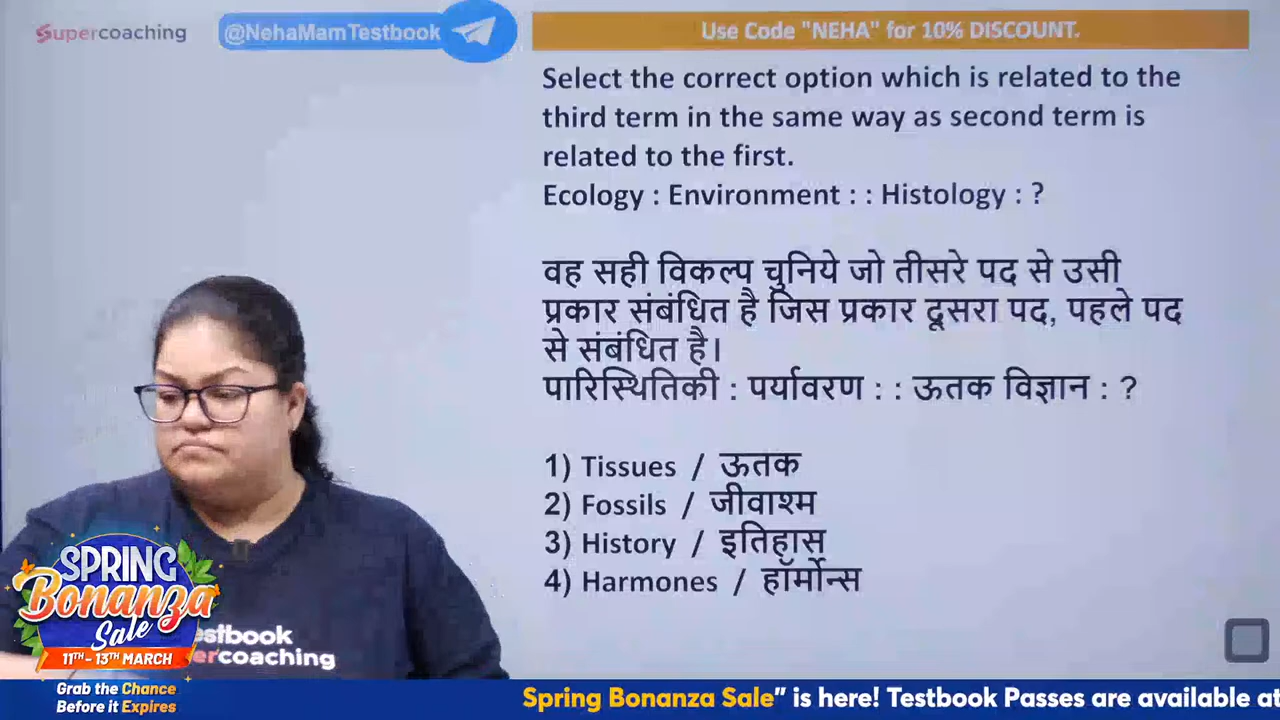 Supercoaching
@NehaMamTestbook
Use Code "NEHA" for 10% DISCOUNT.
Select the correct option which is related to the
third term in the same way as second term is
related to the first.
Ecology : Environment : : Histology : ?
वह सही विकल्प चुनिये जो तीसरे पद से उसी
प्रकार संबंधित है जिस प्रकार दूसरा पद, पहले पद
से संबंधित है।
पारिस्थितिकी : पर्यावरण : : ऊतक विज्ञान : ?
1) Tissues / ऊतक
2) Fossils / जीवाश्म
3) History / इतिहास
4) Harmones / हॉर्मोन्स
SPRING
Bonanza
Sale
11TH - 13TH MARCH
estbook
ercoaching
Grab the Chance
Before it Expires
Spring Bonanza Sale” is here! Testbook Passes are available at